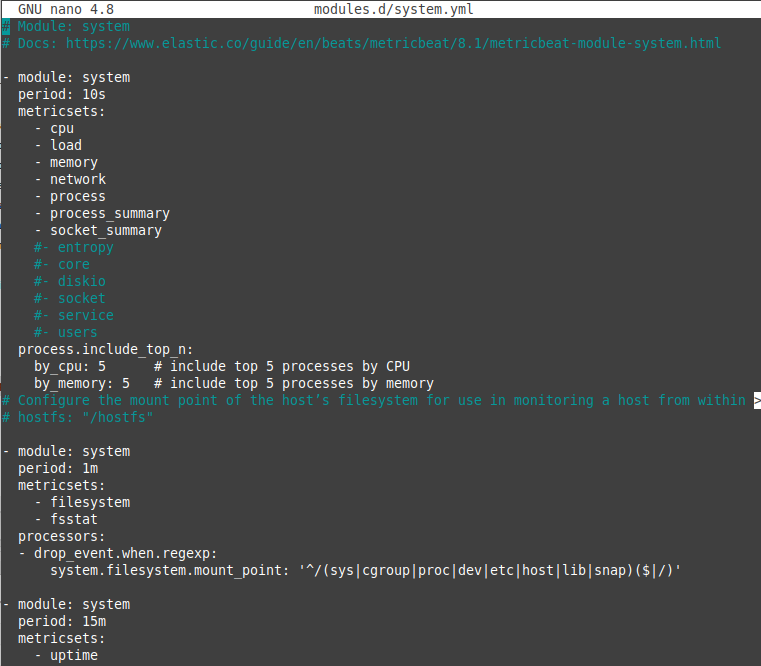 GNU nano 4.8 modules.d/system.yml
# Module: system
# Docs: https://www.elastic.co/guide/en/beats/metricbeat/8.1/metricbeat-module-system.html
- module: system
  period: 10s
  metricsets:
    - cpu
    - load
    - memory
    - network
    - process
    - process_summary
    - socket_summary
    #- entropy
    #- core
    #- diskio
    #- socket
    #- service
    #- users
  process.include_top_n:
    by_cpu: 5      # include top 5 processes by CPU
    by_memory: 5   # include top 5 processes by memory
# Configure the mount point of the host’s filesystem for use in monitoring a host from within >
# hostfs: "/hostfs"
- module: system
  period: 1m
  metricsets:
    - filesystem
    - fsstat
  processors:
  - drop_event.when.regexp:
      system.filesystem.mount_point: '^/(sys|cgroup|proc|dev|etc|host|lib|snap)($|/)'
- module: system
  period: 15m
  metricsets:
    - uptime